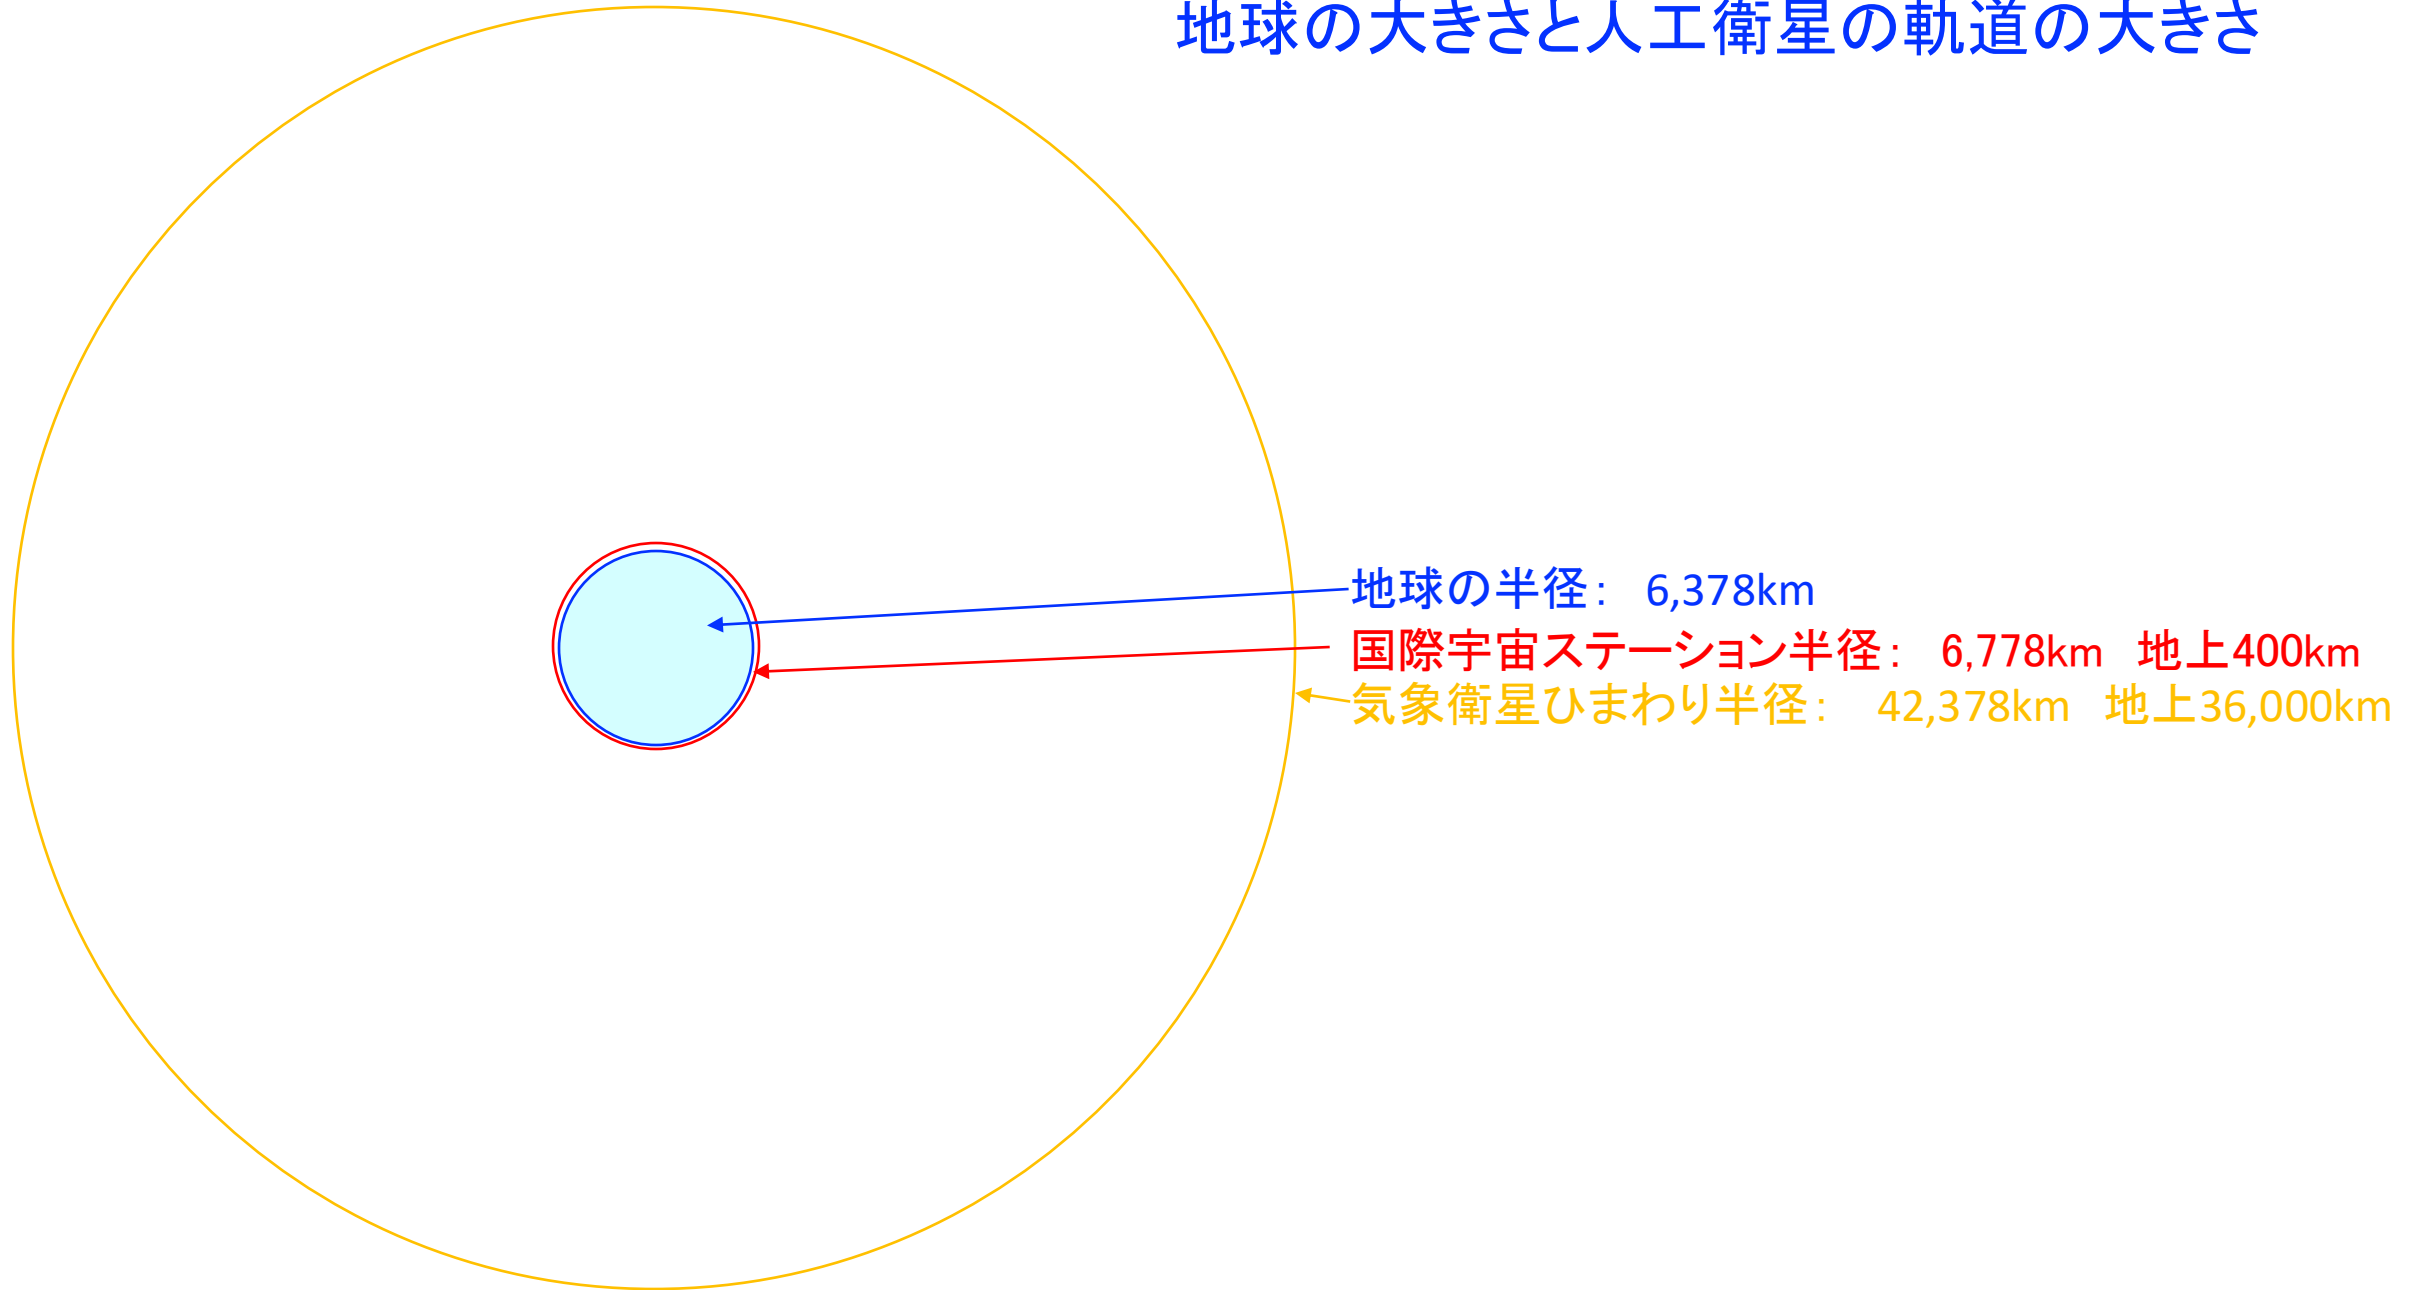 地球の大きさと人工衛星の軌道の大きさ
地球の半径： 6,378km
国際宇宙ステーション半径： 6,778km 地上400km
気象衛星ひまわり半径： 42,378km 地上36,000km